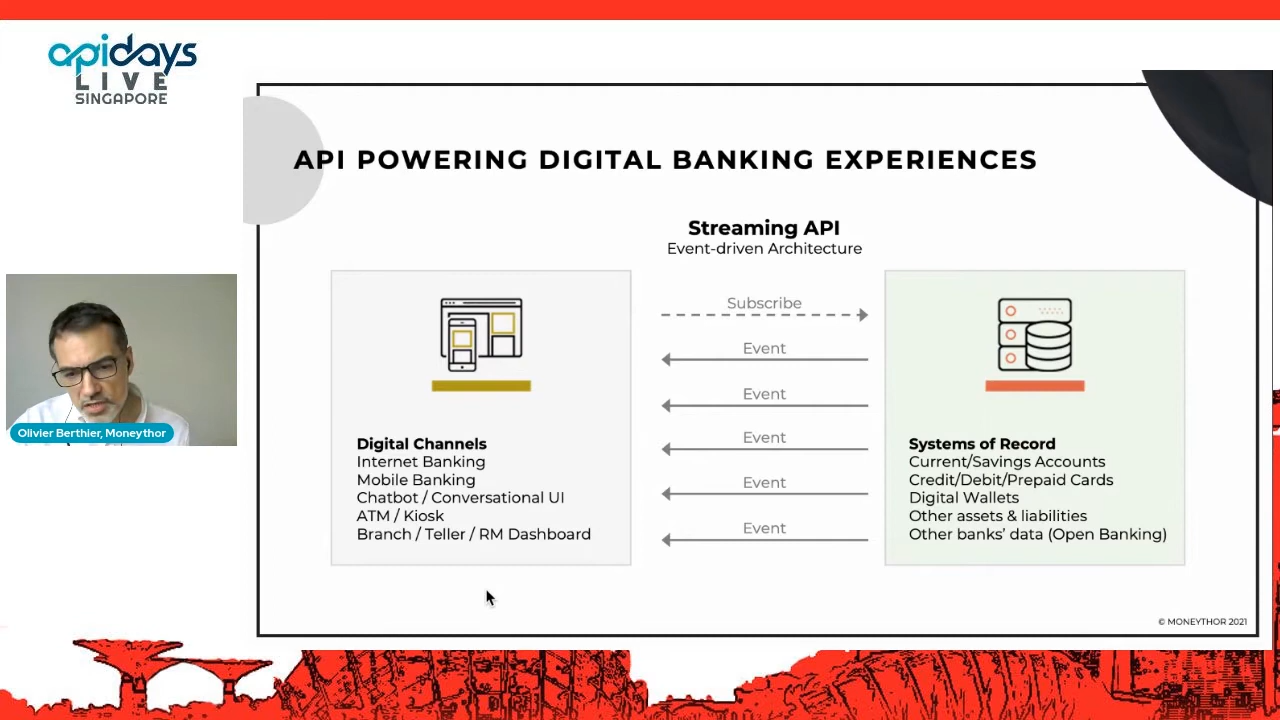 apidays
LIVE
SINGAPORE
API POWERING DIGITAL BANKING EXPERIENCES
Streaming API
Event-driven Architecture
Subscribe
Event
Event
Event
Event
Event
Digital Channels
Internet Banking
Mobile Banking
Chatbot / Conversational UI
ATM / Kiosk
Branch / Teller / RM Dashboard
Systems of Record
Current/Savings Accounts
Credit/Debit/Prepaid Cards
Digital Wallets
Other assets & liabilities
Other banks' data (Open Banking)
Olivier Berthier, Moneythor
© MONEYTHOR 2021